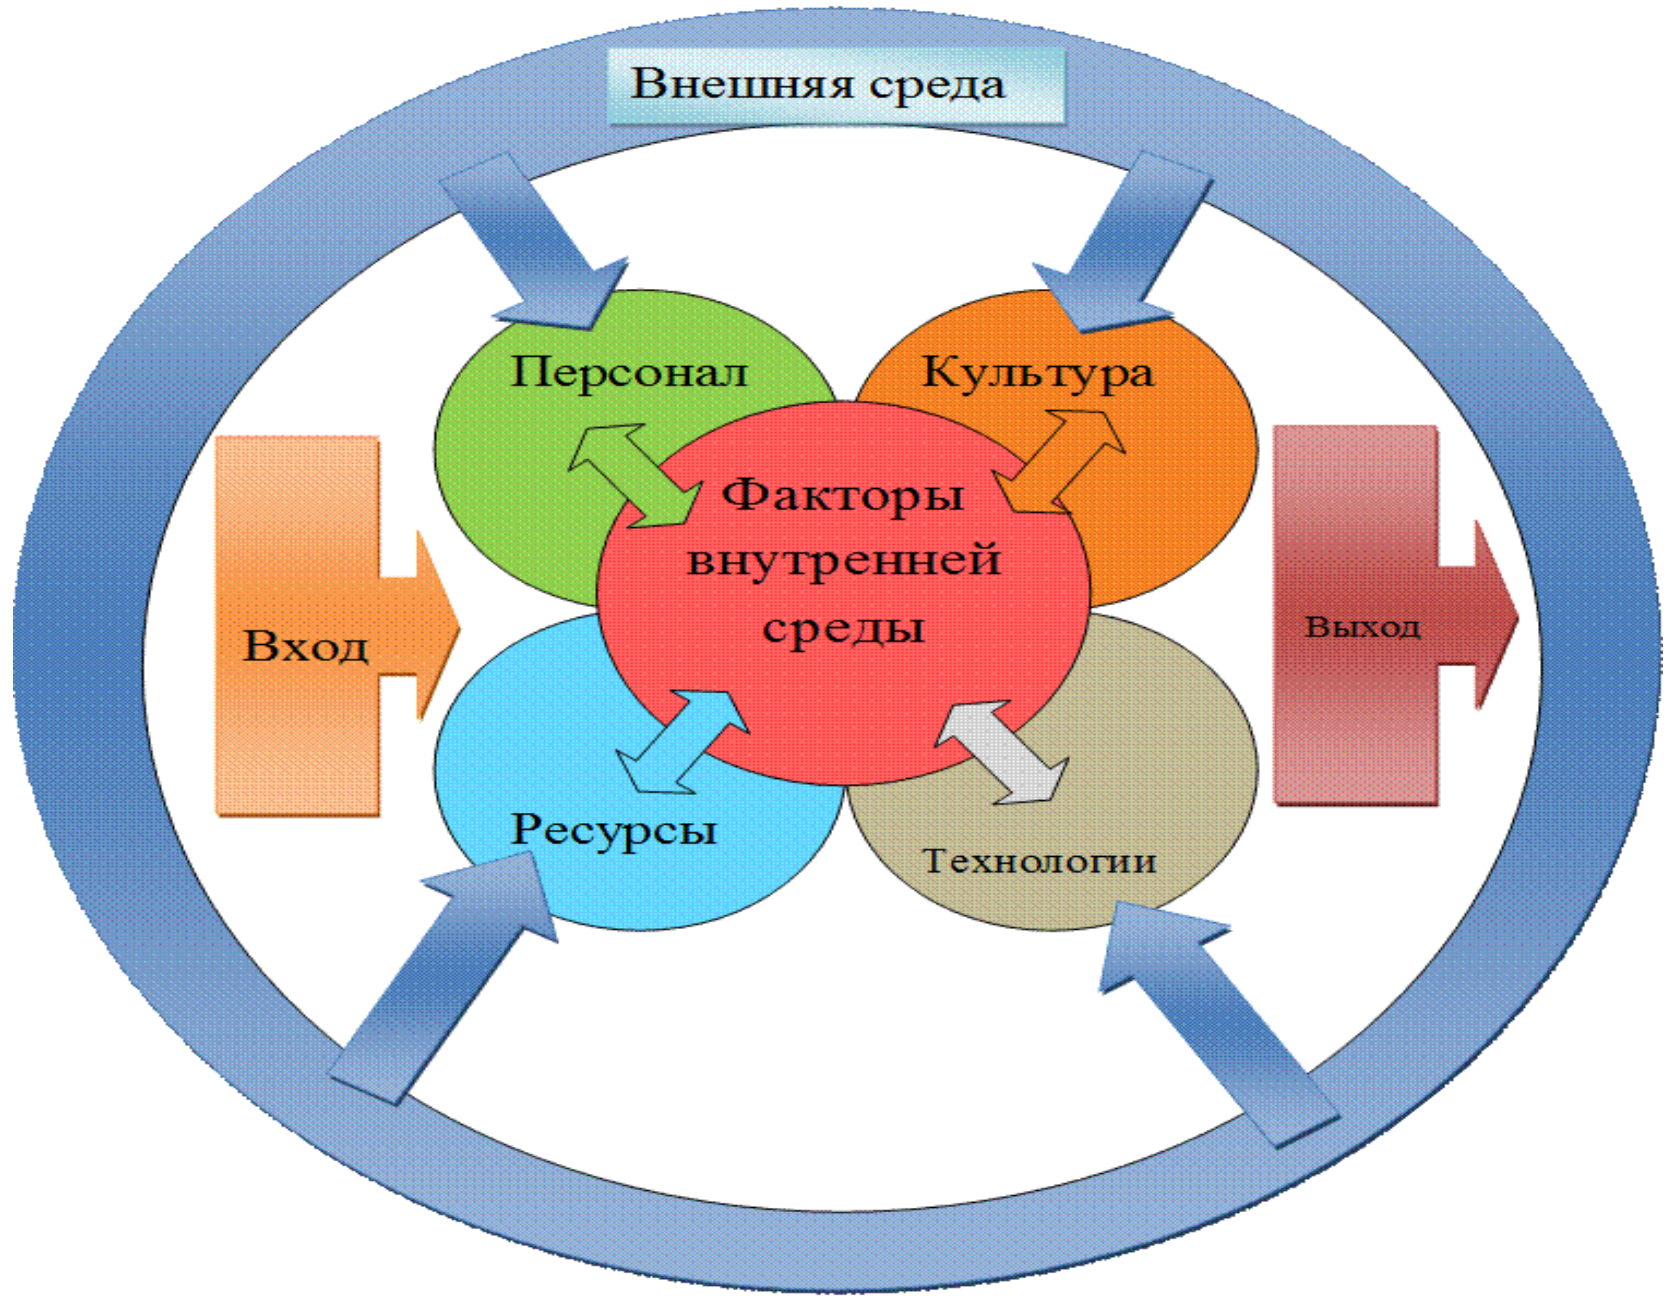 Внешняя среда
Персонал
Культура
Факторы
внутренней
среды
Вход
Выход
Ресурсы
Технологии